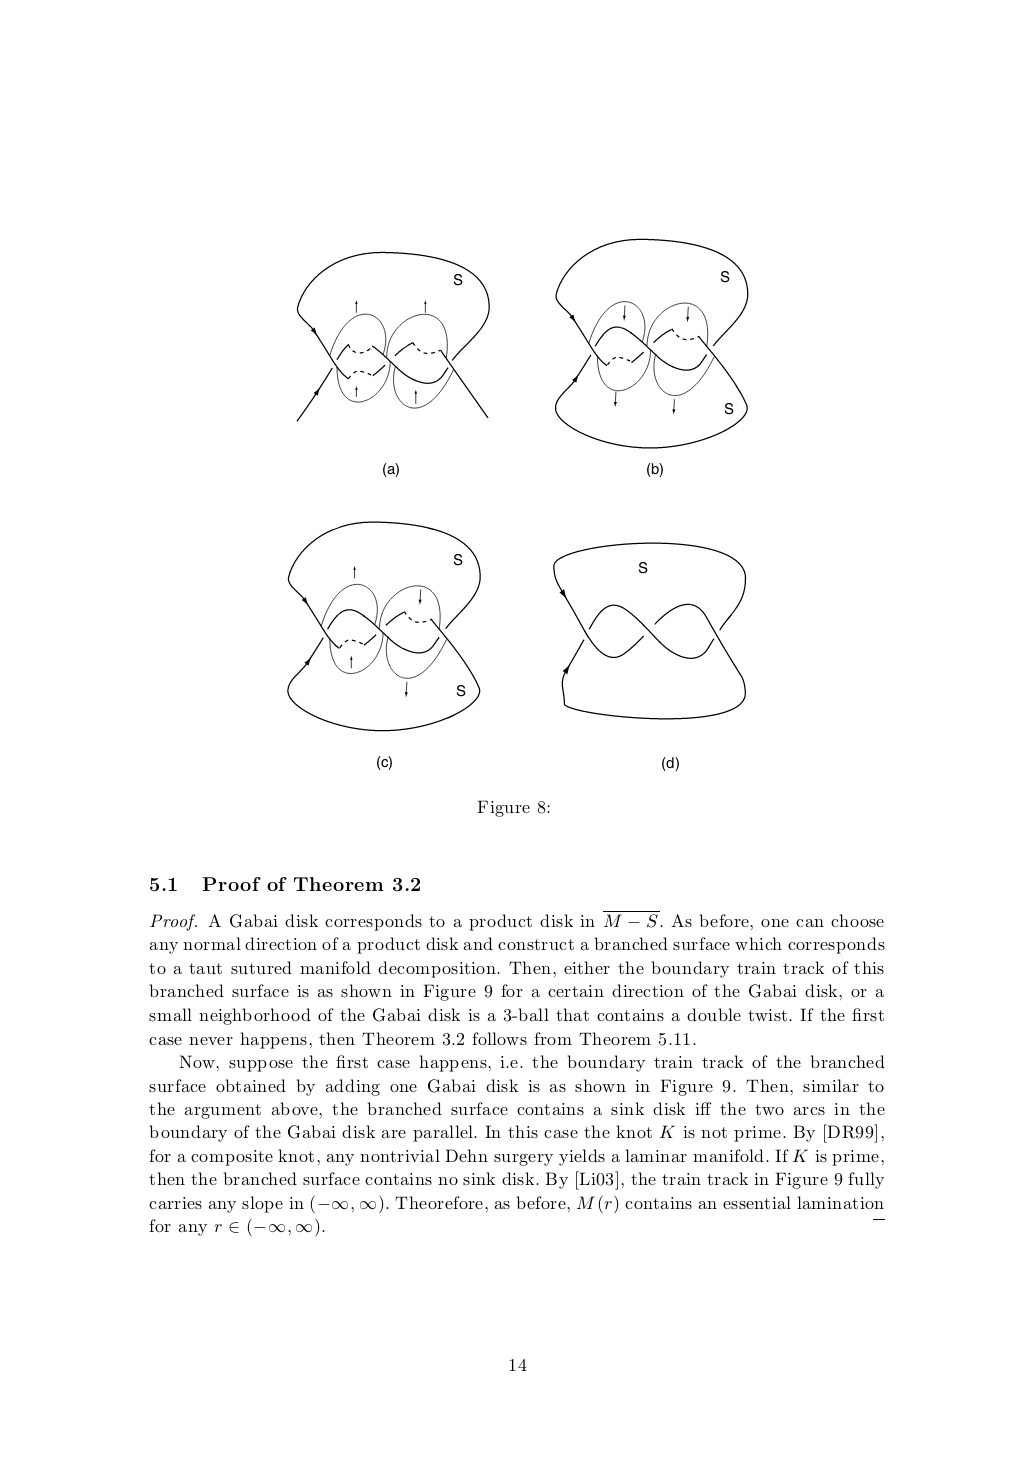 S
S
S
(a)
(b)
S
S
S
(c)
(d)
Figure 8:
5.1 Proof of Theorem 3.2
Proof. A Gabai disk corresponds to a product disk in $\overline{M - S}$. As before, one can choose
any normal direction of a product disk and construct a branched surface which corresponds
to a taut sutured manifold decomposition. Then, either the boundary train track of this
branched surface is as shown in Figure 9 for a certain direction of the Gabai disk, or a
small neighborhood of the Gabai disk is a 3-ball that contains a double twist. If the first
case never happens, then Theorem 3.2 follows from Theorem 5.11.
Now, suppose the first case happens, i.e. the boundary train track of the branched
surface obtained by adding one Gabai disk is as shown in Figure 9. Then, similar to
the argument above, the branched surface contains a sink disk iff the two arcs in the
boundary of the Gabai disk are parallel. In this case the knot K is not prime. By [DR99],
for a composite knot, any nontrivial Dehn surgery yields a laminar manifold. If K is prime,
then the branched surface contains no sink disk. By [Li03], the train track in Figure 9 fully
carries any slope in (−∞, ∞). Theorefore, as before, M(r) contains an essential lamination
for any r ∈ (−∞, ∞).
14